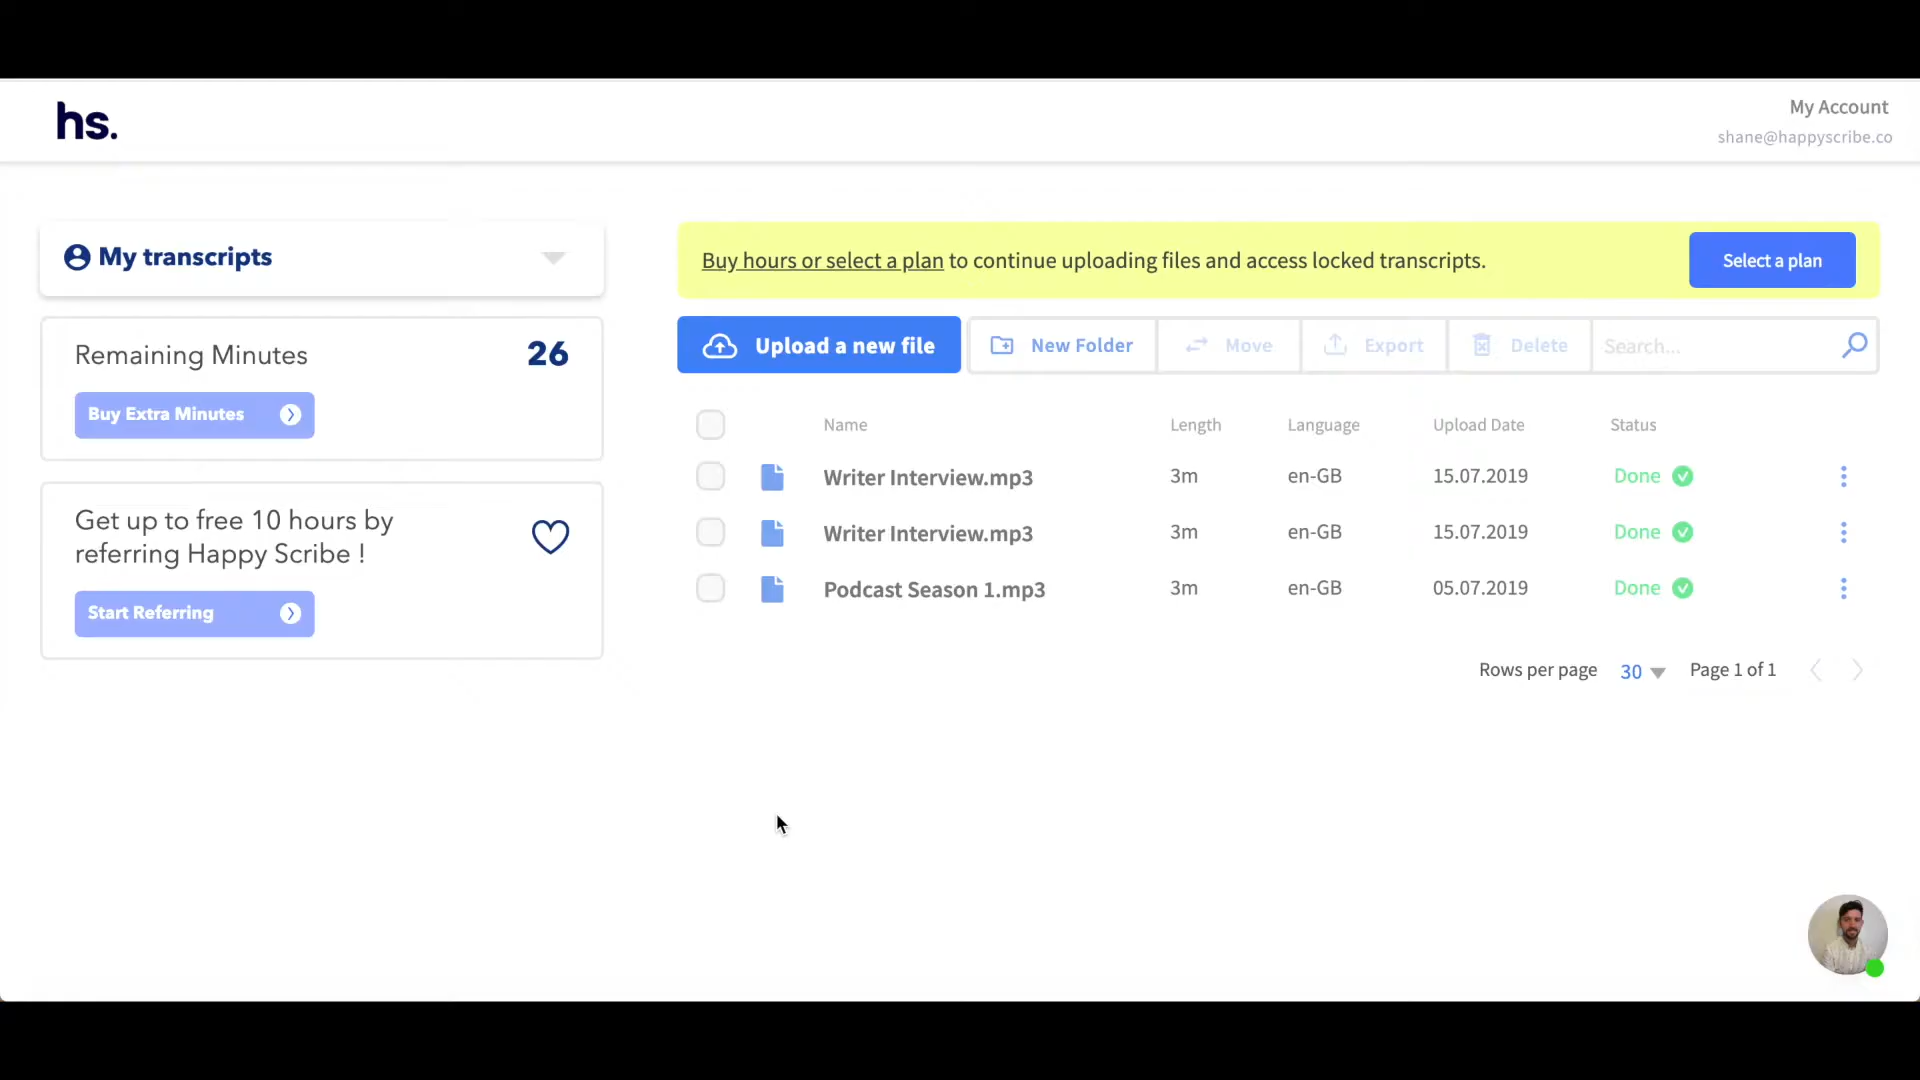 hs.
My Account
shane@happyscribe.co
My transcripts
Remaining Minutes 26
Buy Extra Minutes
Get up to free 10 hours by
referring Happy Scribe !
Start Referring
Buy hours or select a plan to continue uploading files and access locked transcripts. Select a plan
Upload a new file New Folder Move Export Delete Search...
Name Length Language Upload Date Status
Writer Interview.mp3 3m en-GB 15.07.2019 Done
Writer Interview.mp3 3m en-GB 15.07.2019 Done
Podcast Season 1.mp3 3m en-GB 05.07.2019 Done
Rows per page 30 Page 1 of 1